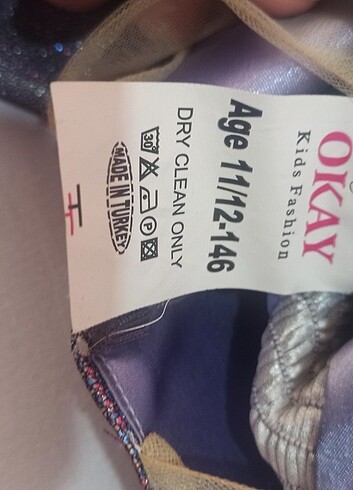 OKAY
Kids Fashion
Age 11/12-146
DRY CLEAN ONLY
30 P
MADE IN TURKEY